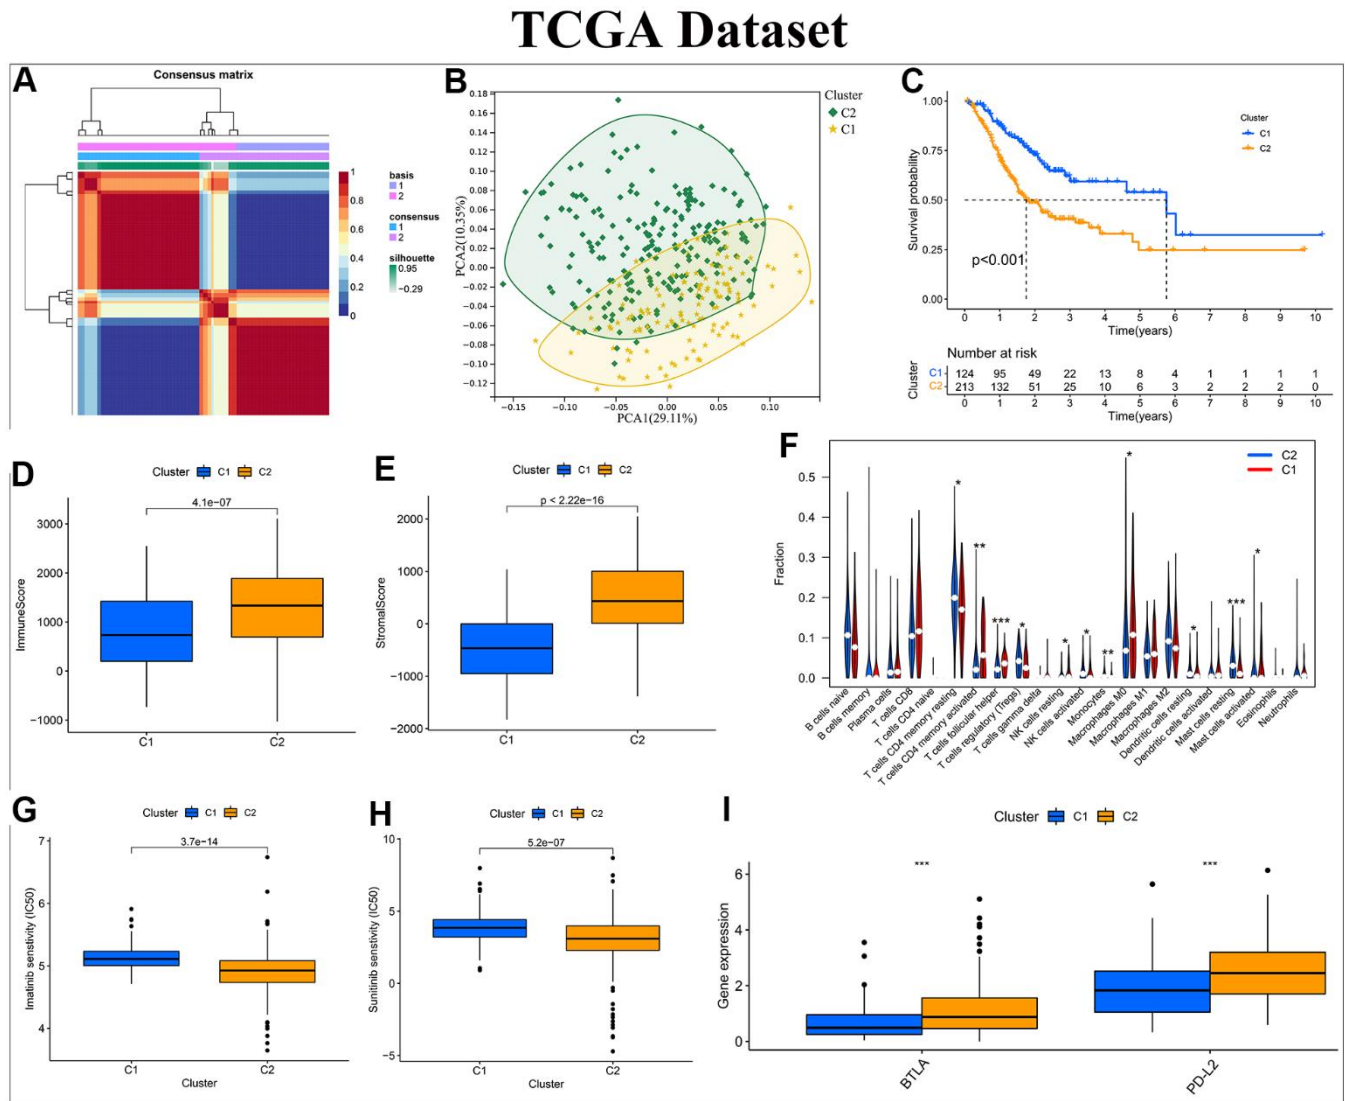 TCGA Dataset
A
Consensus matrix
basis
1
2
consensus
1
2
silhouette
0.95
−0.29
1
0.8
0.6
0.4
0.2
0
B
Cluster
C2
C1
PCA2(10.35%)
0.18
0.16
0.14
0.12
0.10
0.08
0.06
0.04
0.02
0.00
−0.02
−0.04
−0.06
−0.08
−0.10
−0.12
−0.15
−0.10
−0.05
0.00
0.05
0.10
PCA1(29.11%)
C
Cluster
C1
C2
Survival probability
1.00
0.75
0.50
0.25
0.00
p<0.001
0 1 2 3 4 5 6 7 8 9 10
Time(years)
Number at risk
Cluster
C1 124 95 49 22 13 8 4 1 1 1 1
C2 213 132 51 25 10 6 3 2 2 2 0
0 1 2 3 4 5 6 7 8 9 10
Time(years)
D
Cluster C1 C2
4.1e−07
ImmuneScore
3000
2000
1000
0
−1000
C1 C2
E
Cluster C1 C2
p < 2.22e−16
StromalScore
2000
1000
0
−1000
−2000
C1 C2
F
C2
C1
Fraction
0.5
0.4
0.3
0.2
0.1
0.0
*
**
***
*
*
*
**
*
*
***
*
B cells naive
B cells memory
Plasma cells
T cells CD8
T cells CD4 naive
T cells CD4 memory resting
T cells CD4 memory activated
T cells follicular helper
T cells regulatory (Tregs)
T cells gamma delta
NK cells resting
NK cells activated
Monocytes
Macrophages M0
Macrophages M1
Macrophages M2
Dendritic cells resting
Dendritic cells activated
Mast cells resting
Mast cells activated
Eosinophils
Neutrophils
G
Cluster C1 C2
3.7e−14
Imatinib senstivity (IC50)
7
6
5
4
C1 C2
Cluster
H
Cluster C1 C2
5.2e−07
Sunitinib senstivity (IC50)
10
5
0
−5
C1 C2
Cluster
I
Cluster C1 C2
*** ***
Gene expression
6
4
2
0
BTLA
PD-L2